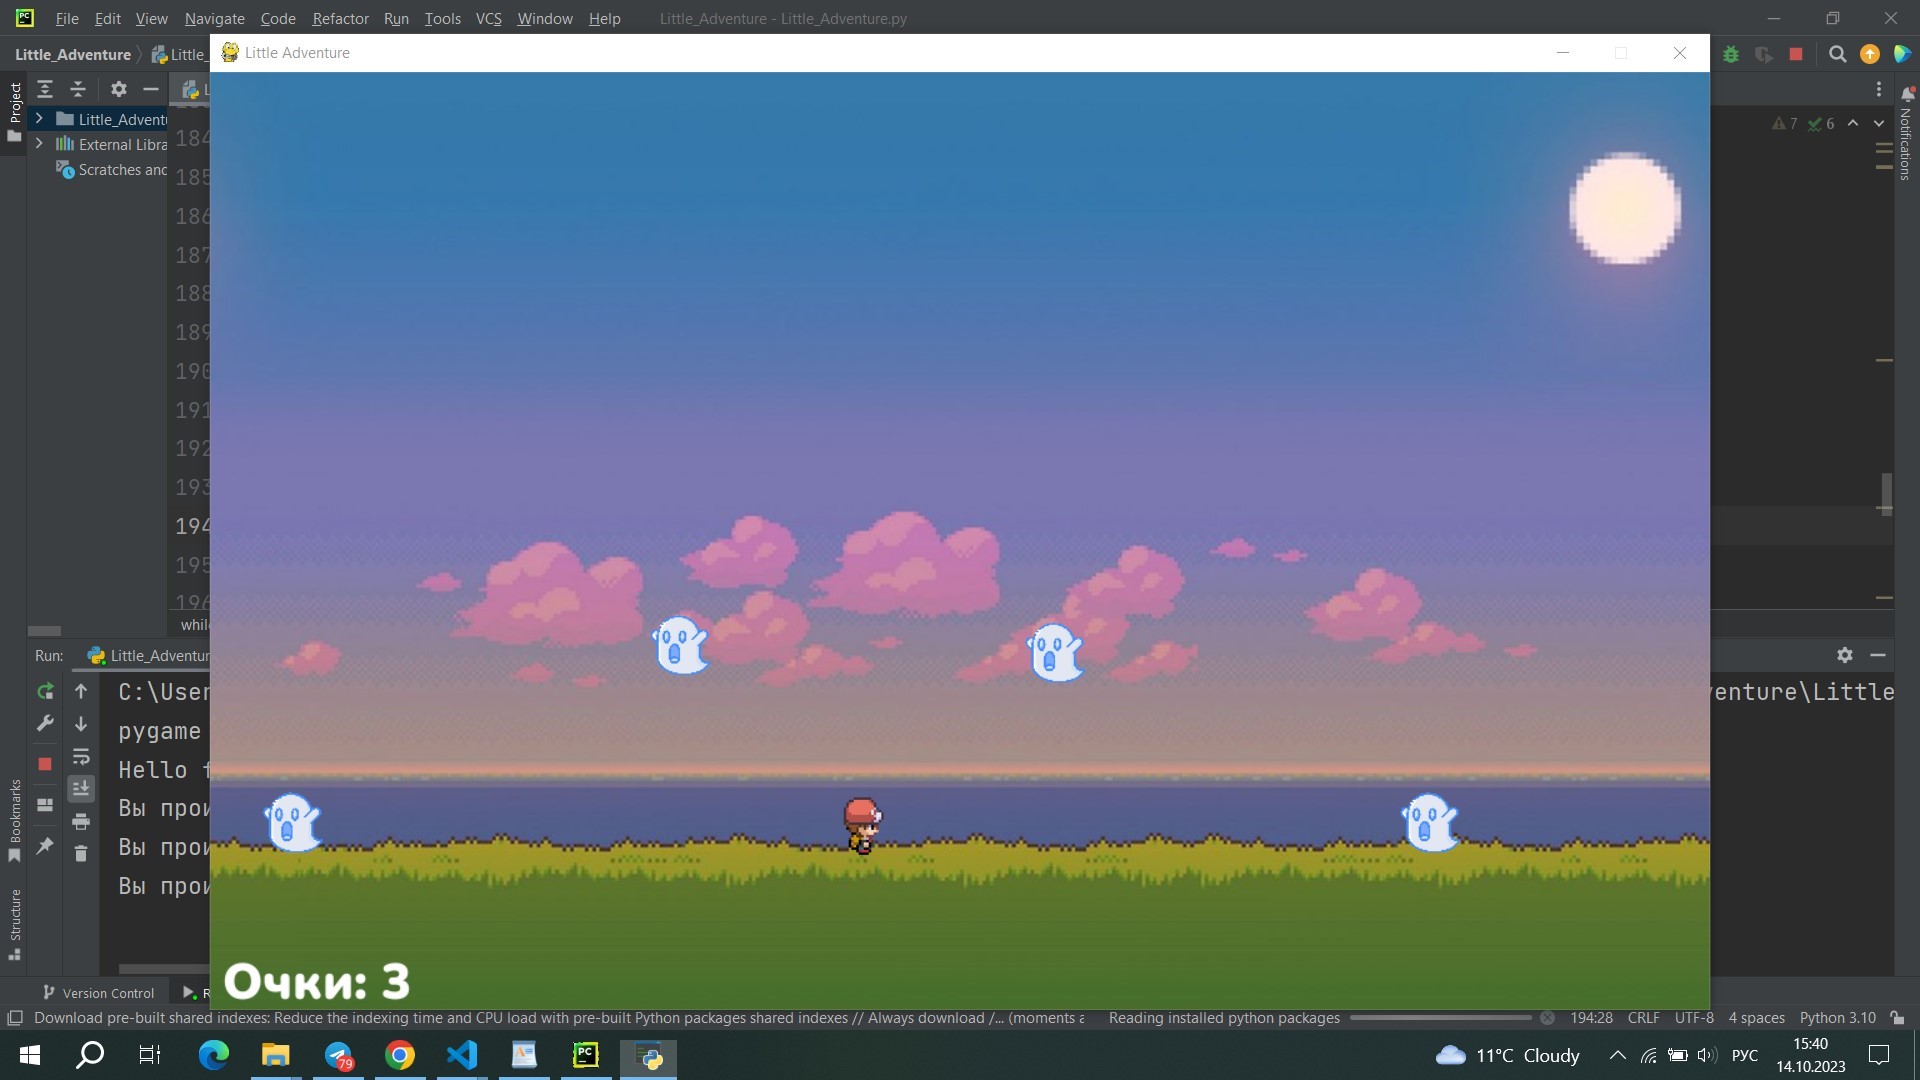 File Edit View Navigate Code Refactor Run Tools VCS Window Help Little_Adventure - Little_Adventure.py
Little_Adventure Little_
Little Adventure
Project
Little_Adventu
External Libra
Scratches and
184
185
186
187
188
189
190
191
192
193
194
195
196
7 6
Notifications
while
Run: Little_Adventur
C:\User
venture\Little
pygame
Hello f
Вы прои
Вы прои
Вы прои
Bookmarks
Structure
Очки: 3
Version Control
Download pre-built shared indexes: Reduce the indexing time and CPU load with pre-built Python packages shared indexes // Always download /... (moments a Reading installed python packages 194:28 CRLF UTF-8 4 spaces Python 3.10
79
11°C Cloudy
РУС
15:40
14.10.2023